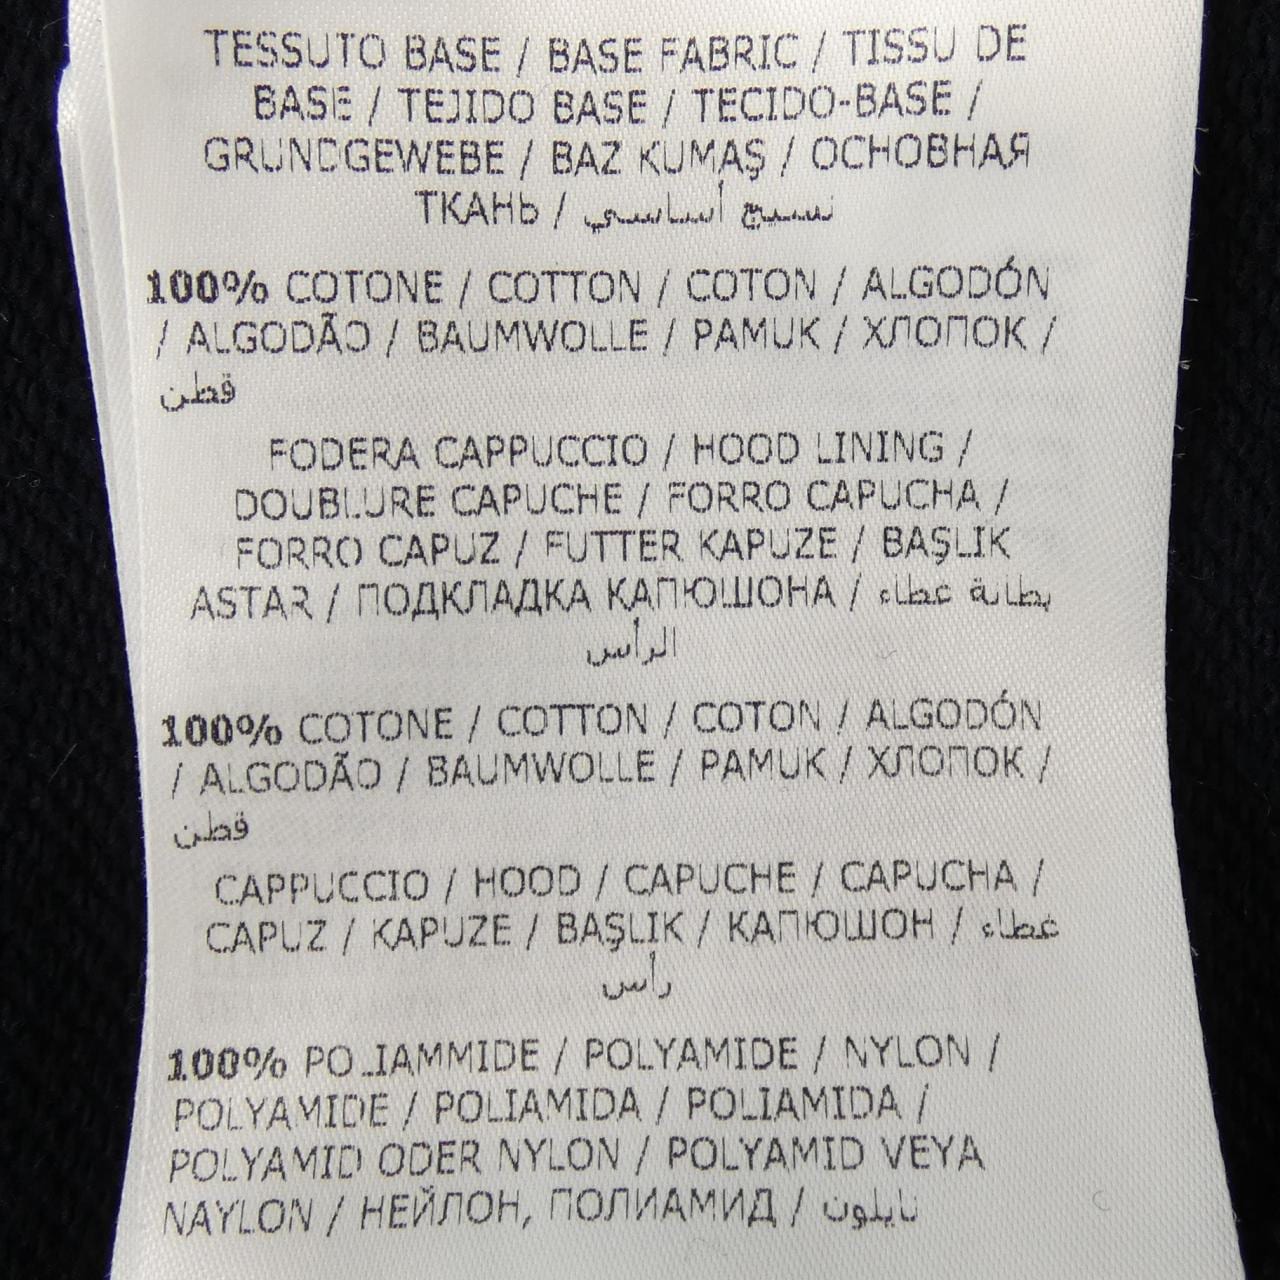 TESSUTO BASE / BASE FABRIC / TISSU DE
BASE / TEJIDO BASE / TECIDO-BASE /
GRUNDGEWEBE / BAZ KUMAŞ / ОСНОВНАЯ
ТКАНЬ / نسيج أساسي
100% COTONE / COTTON / COTON / ALGODÓN
/ ALGODÃO / BAUMWOLLE / PAMUK / ХЛОПОК /
قطن
FODERA CAPPUCCIO / HOOD LINING /
DOUBLURE CAPUCHE / FORRO CAPUCHA /
FORRO CAPUZ / FUTTER KAPUZE / BAŞLIK
ASTAR / ПОДКЛАДКА КАПЮШОНА / بطانة غطاء
الرأس
100% COTONE / COTTON / COTON / ALGODÓN
/ ALGODÃO / BAUMWOLLE / PAMUK / ХЛОПОК /
قطن
CAPPUCCIO / HOOD / CAPUCHE / CAPUCHA /
CAPUZ / KAPUZE / BAŞLIK / КАПЮШОН / غطاء
رأس
100% POLIAMMIDE / POLYAMIDE / NYLON /
POLYAMIDE / POLIAMIDA / POLIAMIDA /
POLYAMID ODER NYLON / POLYAMID VEYA
NAYLON / НЕЙЛОН, ПОЛИАМИД / نايلون